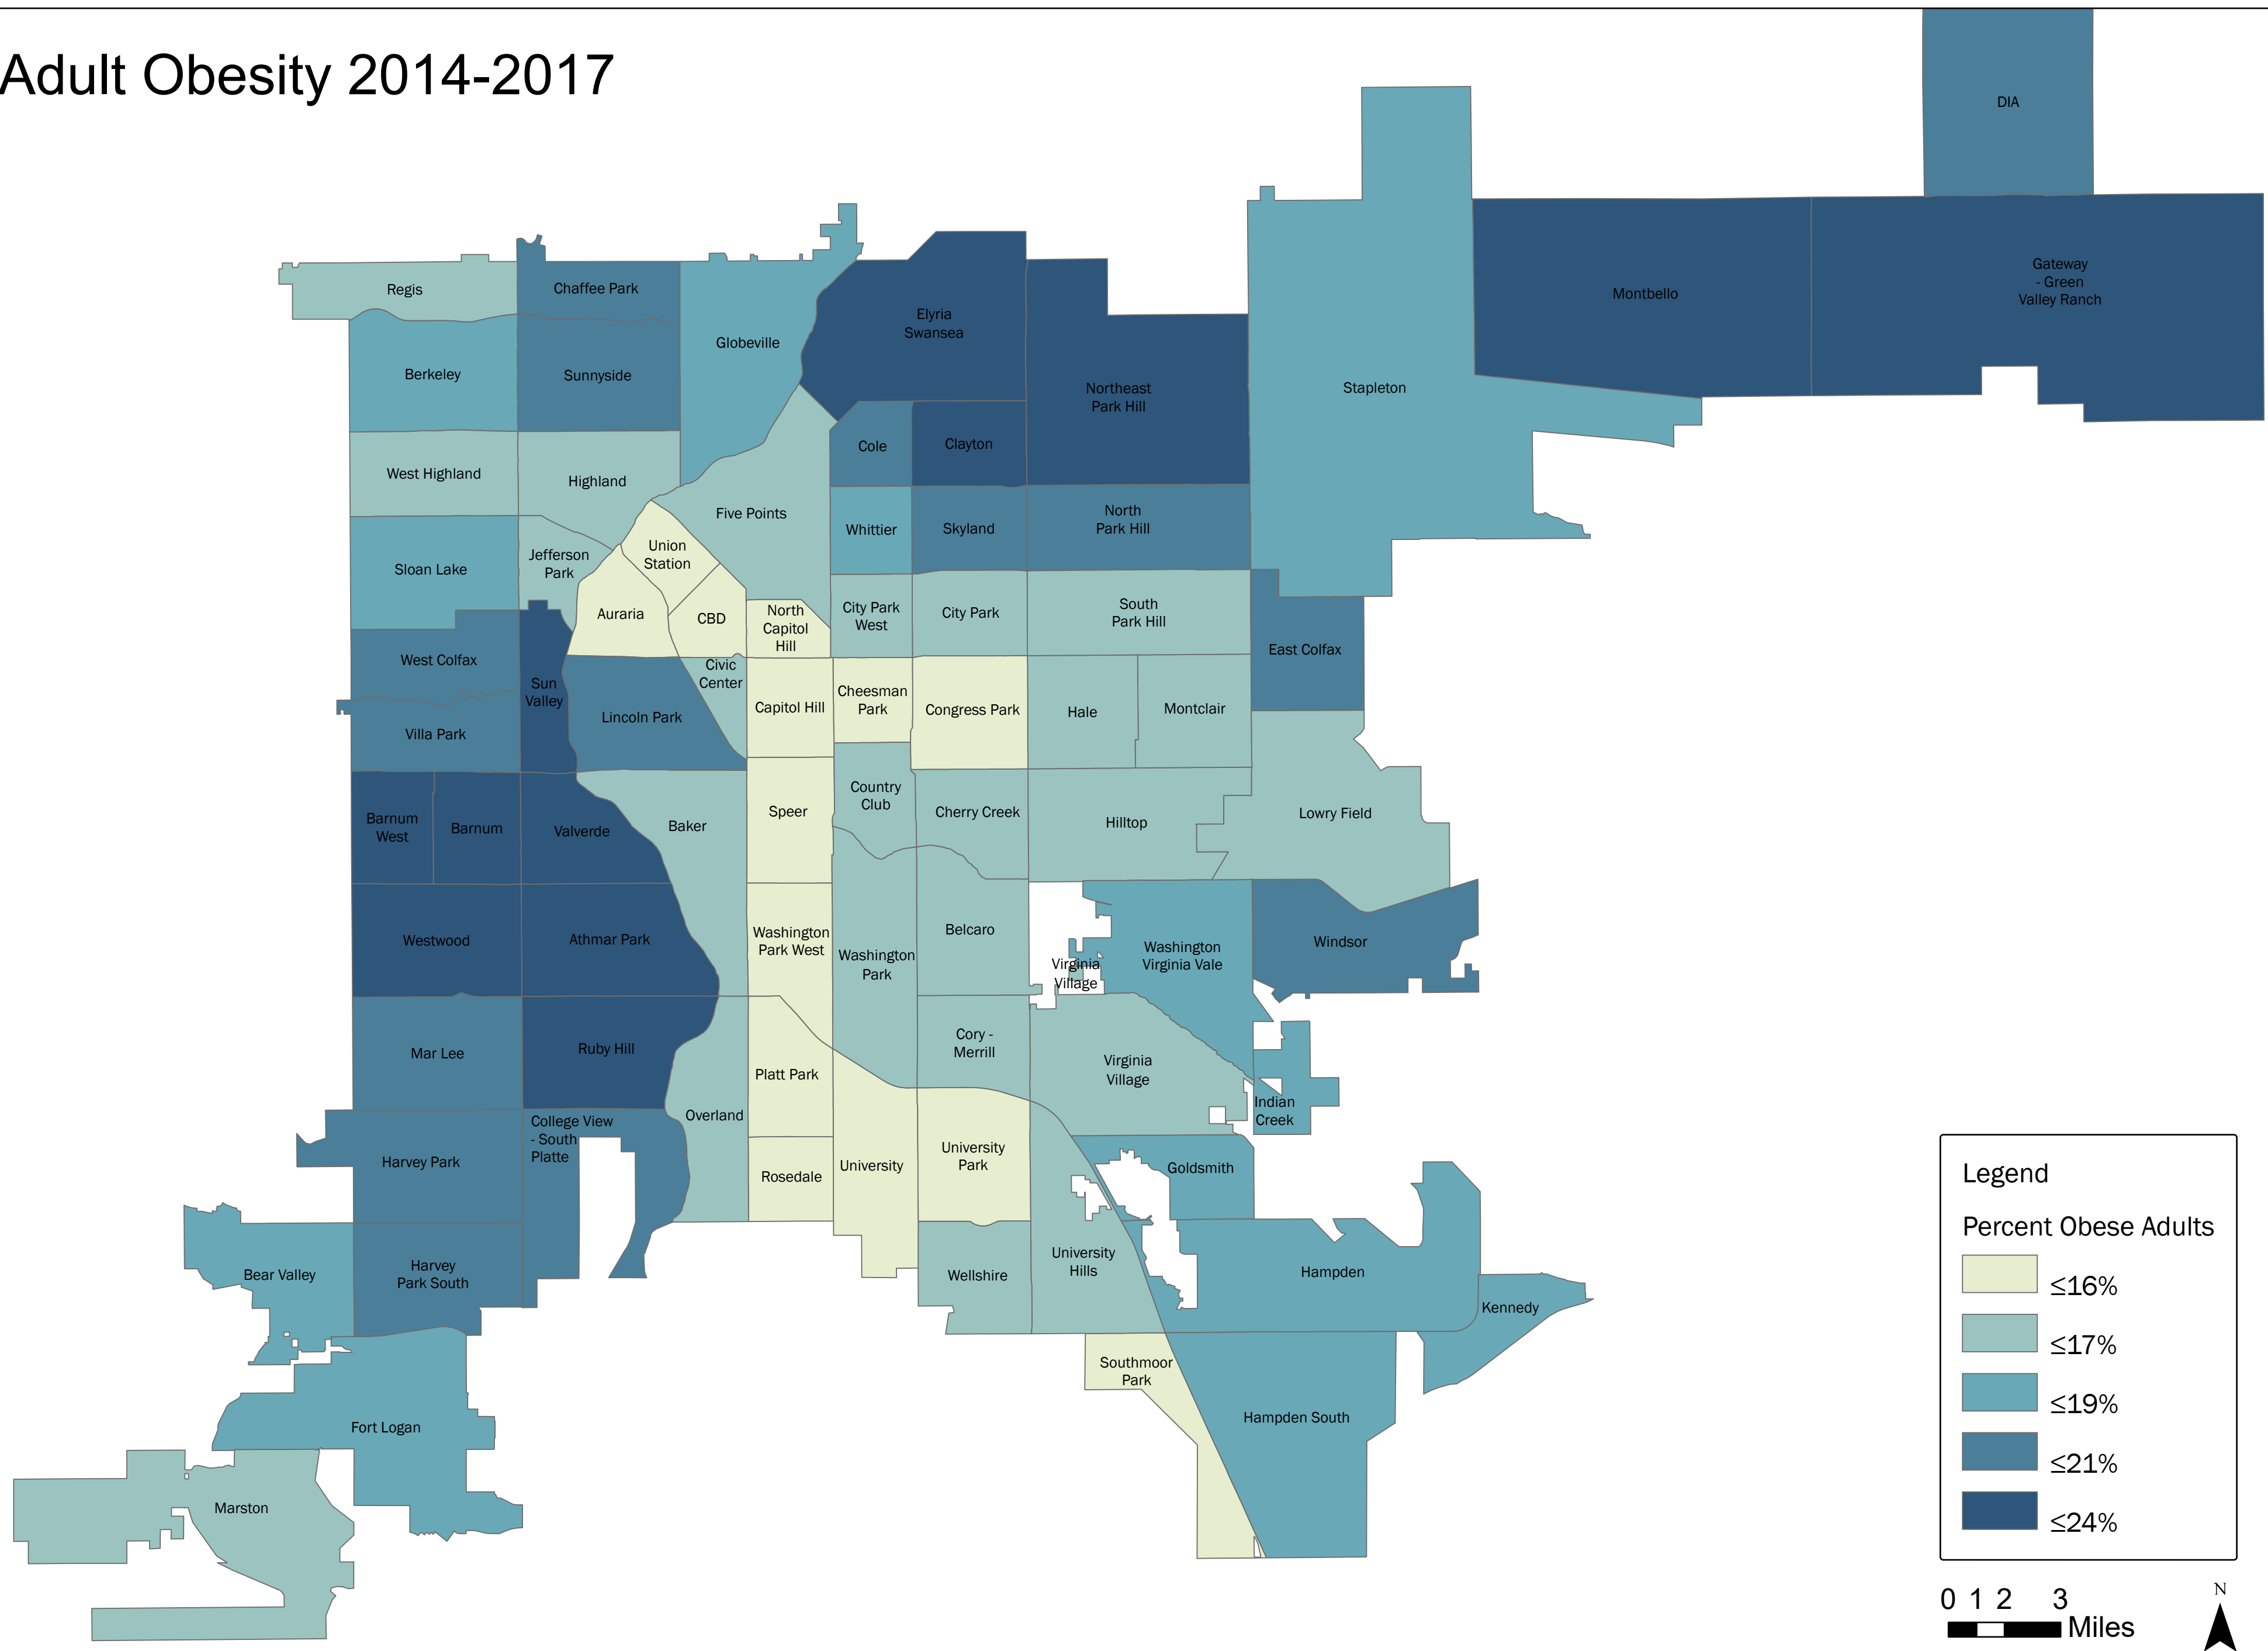 Adult Obesity 2014-2017
DIA
Gateway
- Green
Valley Ranch
Montbello
Regis
Chaffee Park
Globeville
Elyria
Swansea
Berkeley
Sunnyside
Northeast
Park Hill
Stapleton
Cole
Clayton
West Highland
Highland
Five Points
Whittier
Skyland
North
Park Hill
Sloan Lake
Jefferson
Park
Union
Station
Auraria
CBD
North
Capitol
Hill
City Park
West
City Park
South
Park Hill
East Colfax
West Colfax
Sun
Valley
Civic
Center
Lincoln Park
Capitol Hill
Cheesman
Park
Congress Park
Hale
Montclair
Villa Park
Barnum
West
Barnum
Valverde
Baker
Speer
Country
Club
Cherry Creek
Hilltop
Lowry Field
Westwood
Athmar Park
Washington
Park West
Washington
Park
Belcaro
Virginia
Village
Washington
Virginia Vale
Windsor
Mar Lee
Ruby Hill
Platt Park
Cory -
Merrill
Virginia
Village
Indian
Creek
Overland
College View
- South
Platte
Harvey Park
Rosedale
University
University
Park
Goldsmith
Bear Valley
Harvey
Park South
Wellshire
University
Hills
Hampden
Kennedy
Southmoor
Park
Hampden South
Fort Logan
Marston
Legend
Percent Obese Adults
≤16%
≤17%
≤19%
≤21%
≤24%
0 1 2 3
Miles
N